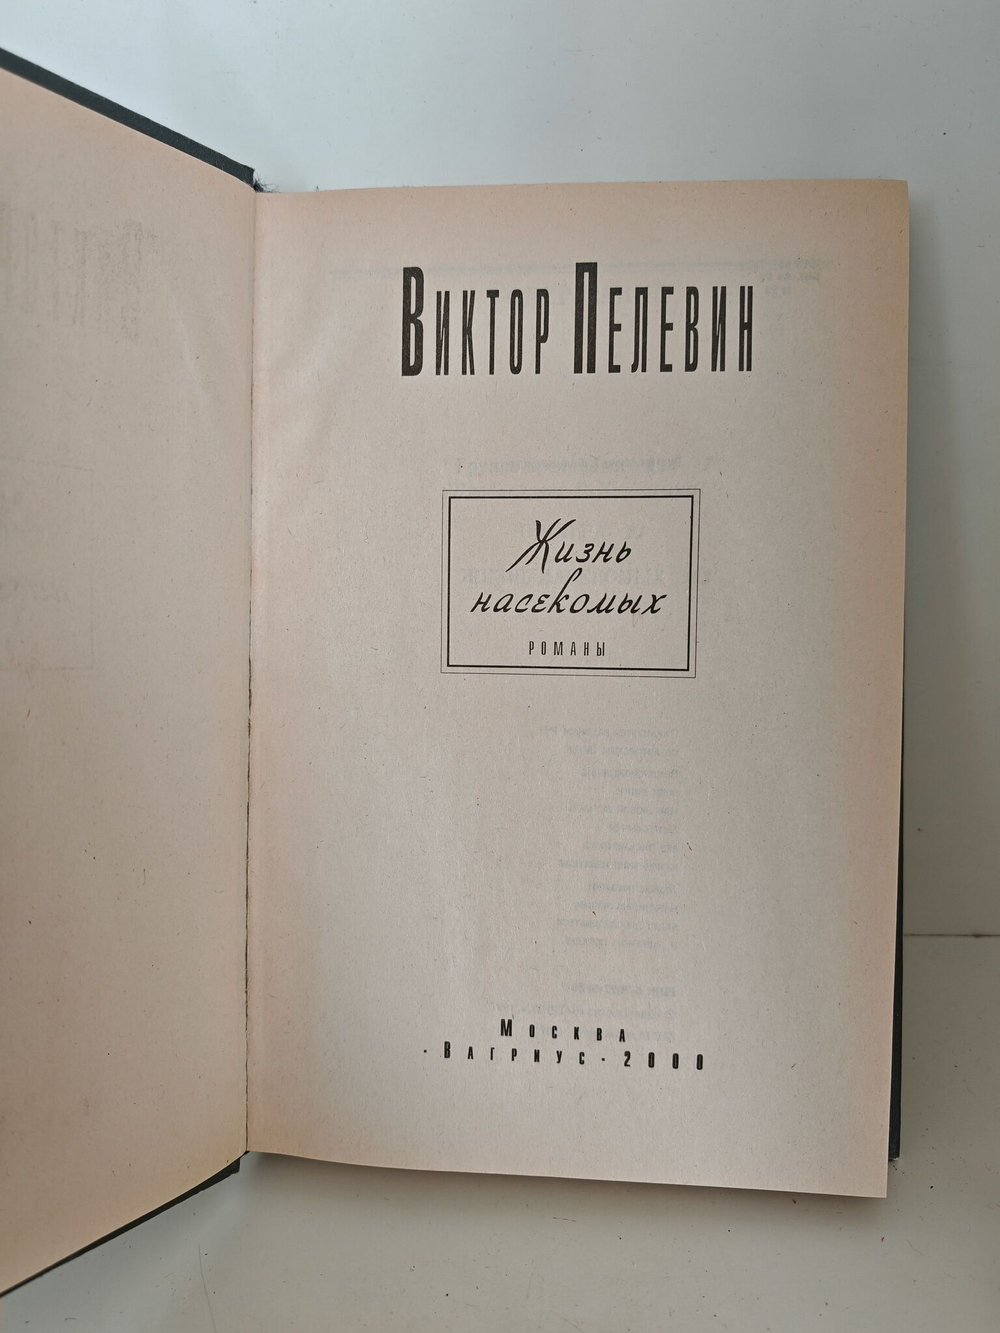 Виктор Пелевин
Жизнь
насекомых
романы
Москва
· Вагриус · 2000